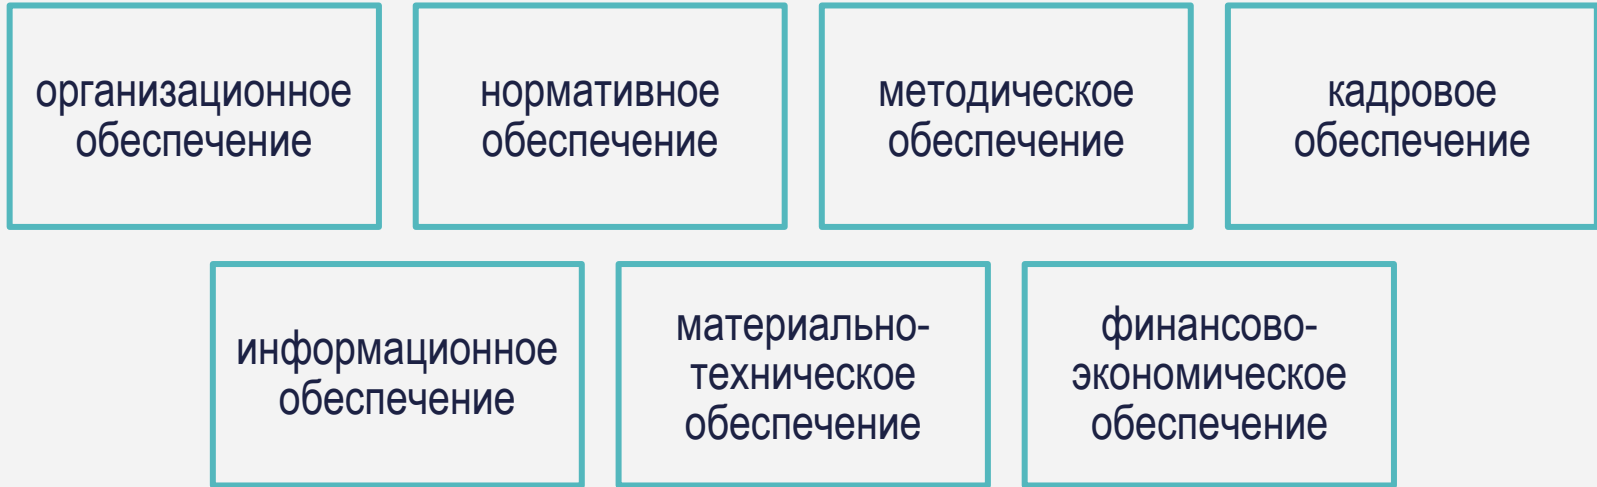 организационное
обеспечение
нормативное
обеспечение
методическое
обеспечение
кадровое
обеспечение
информационное
обеспечение
материально-
техническое
обеспечение
финансово-
экономическое
обеспечение